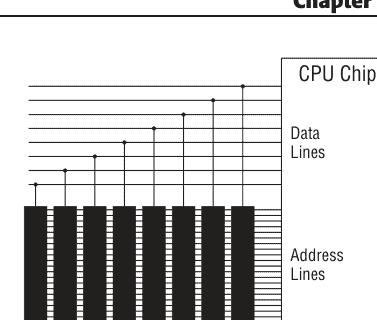 Chapter
CPU Chip
Data
Lines
Address
Lines